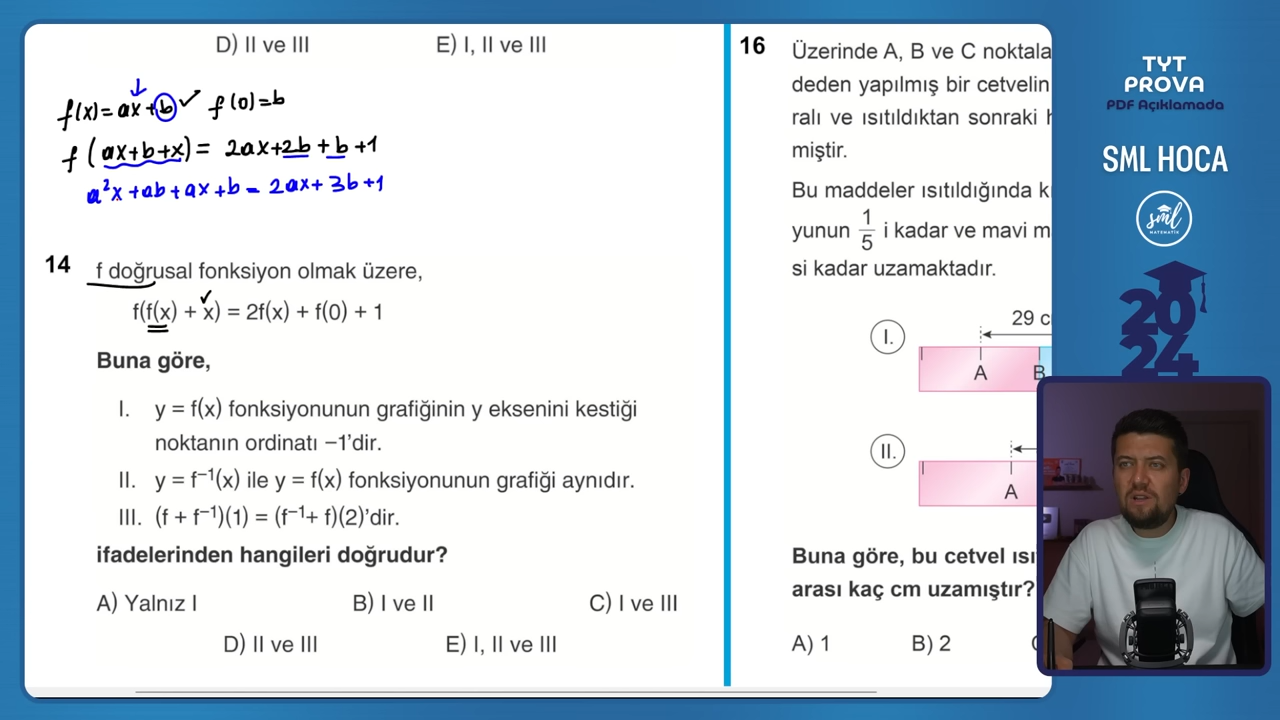 D) II ve III E) I, II ve III
f(x)= ax+b ✓ f(0)=b
f(ax+b+x)= 2ax+2b+b+1
a²x+ab+ax+b = 2ax+3b+1
14 f doğrusal fonksiyon olmak üzere,
f(f(x) + x) = 2f(x) + f(0) + 1
Buna göre,
I. y = f(x) fonksiyonunun grafiğinin y eksenini kestiği
noktanın ordinatı –1'dir.
II. y = f⁻¹(x) ile y = f(x) fonksiyonunun grafiği aynıdır.
III. (f + f⁻¹)(1) = (f⁻¹+ f)(2)'dir.
ifadelerinden hangileri doğrudur?
A) Yalnız I B) I ve II C) I ve III
D) II ve III E) I, II ve III
16 Üzerinde A, B ve C noktala
deden yapılmış bir cetvelin
ralı ve ısıtıldıktan sonraki
miştir.
Bu maddeler ısıtıldığında
yunun 1/5 i kadar ve mavi m
si kadar uzamaktadır.
I.
29 c
A B
II.
A
Buna göre, bu cetvel ısı
arası kaç cm uzamıştır?
A) 1 B) 2
TYT
PROVA
PDF Açıklamada
SML HOCA
sml
MATEMATİK
2024